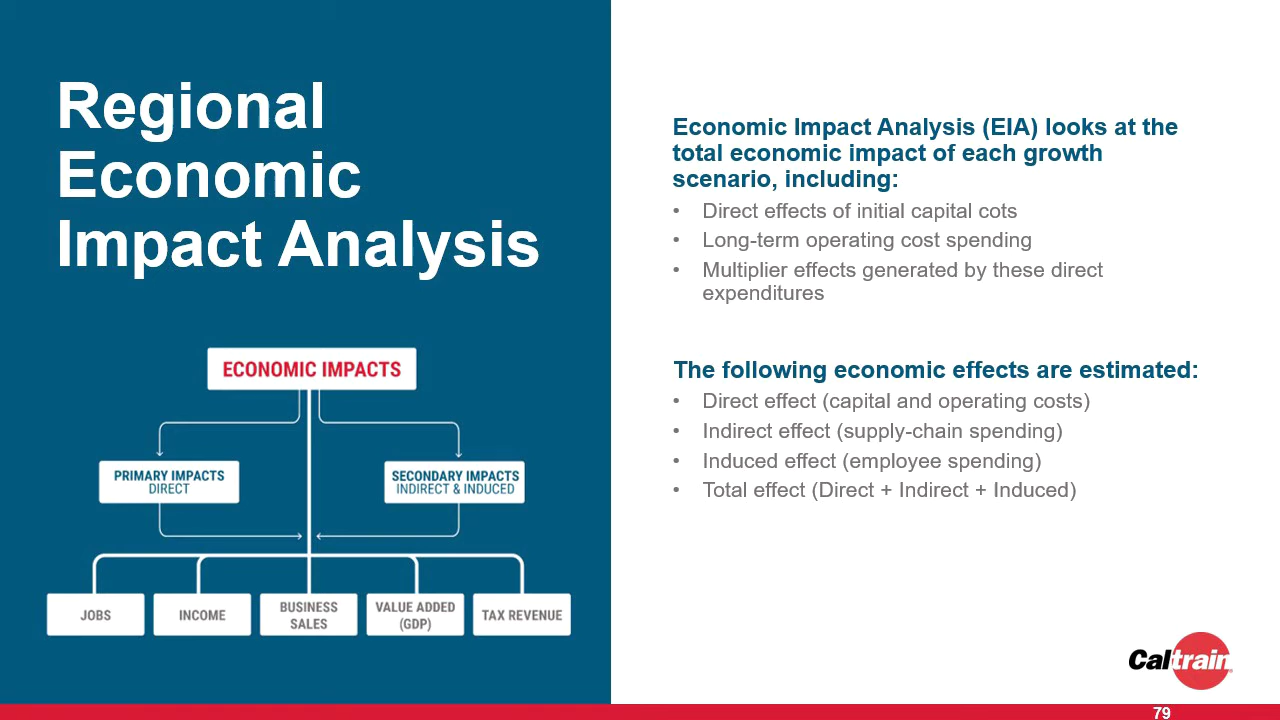 Regional
Economic
Impact Analysis
ECONOMIC IMPACTS
PRIMARY IMPACTS
DIRECT
SECONDARY IMPACTS
INDIRECT & INDUCED
JOBS
INCOME
BUSINESS
SALES
VALUE ADDED
(GDP)
TAX REVENUE
Economic Impact Analysis (EIA) looks at the
total economic impact of each growth
scenario, including:
• Direct effects of initial capital cots
• Long-term operating cost spending
• Multiplier effects generated by these direct
expenditures
The following economic effects are estimated:
• Direct effect (capital and operating costs)
• Indirect effect (supply-chain spending)
• Induced effect (employee spending)
• Total effect (Direct + Indirect + Induced)
Caltrain
79